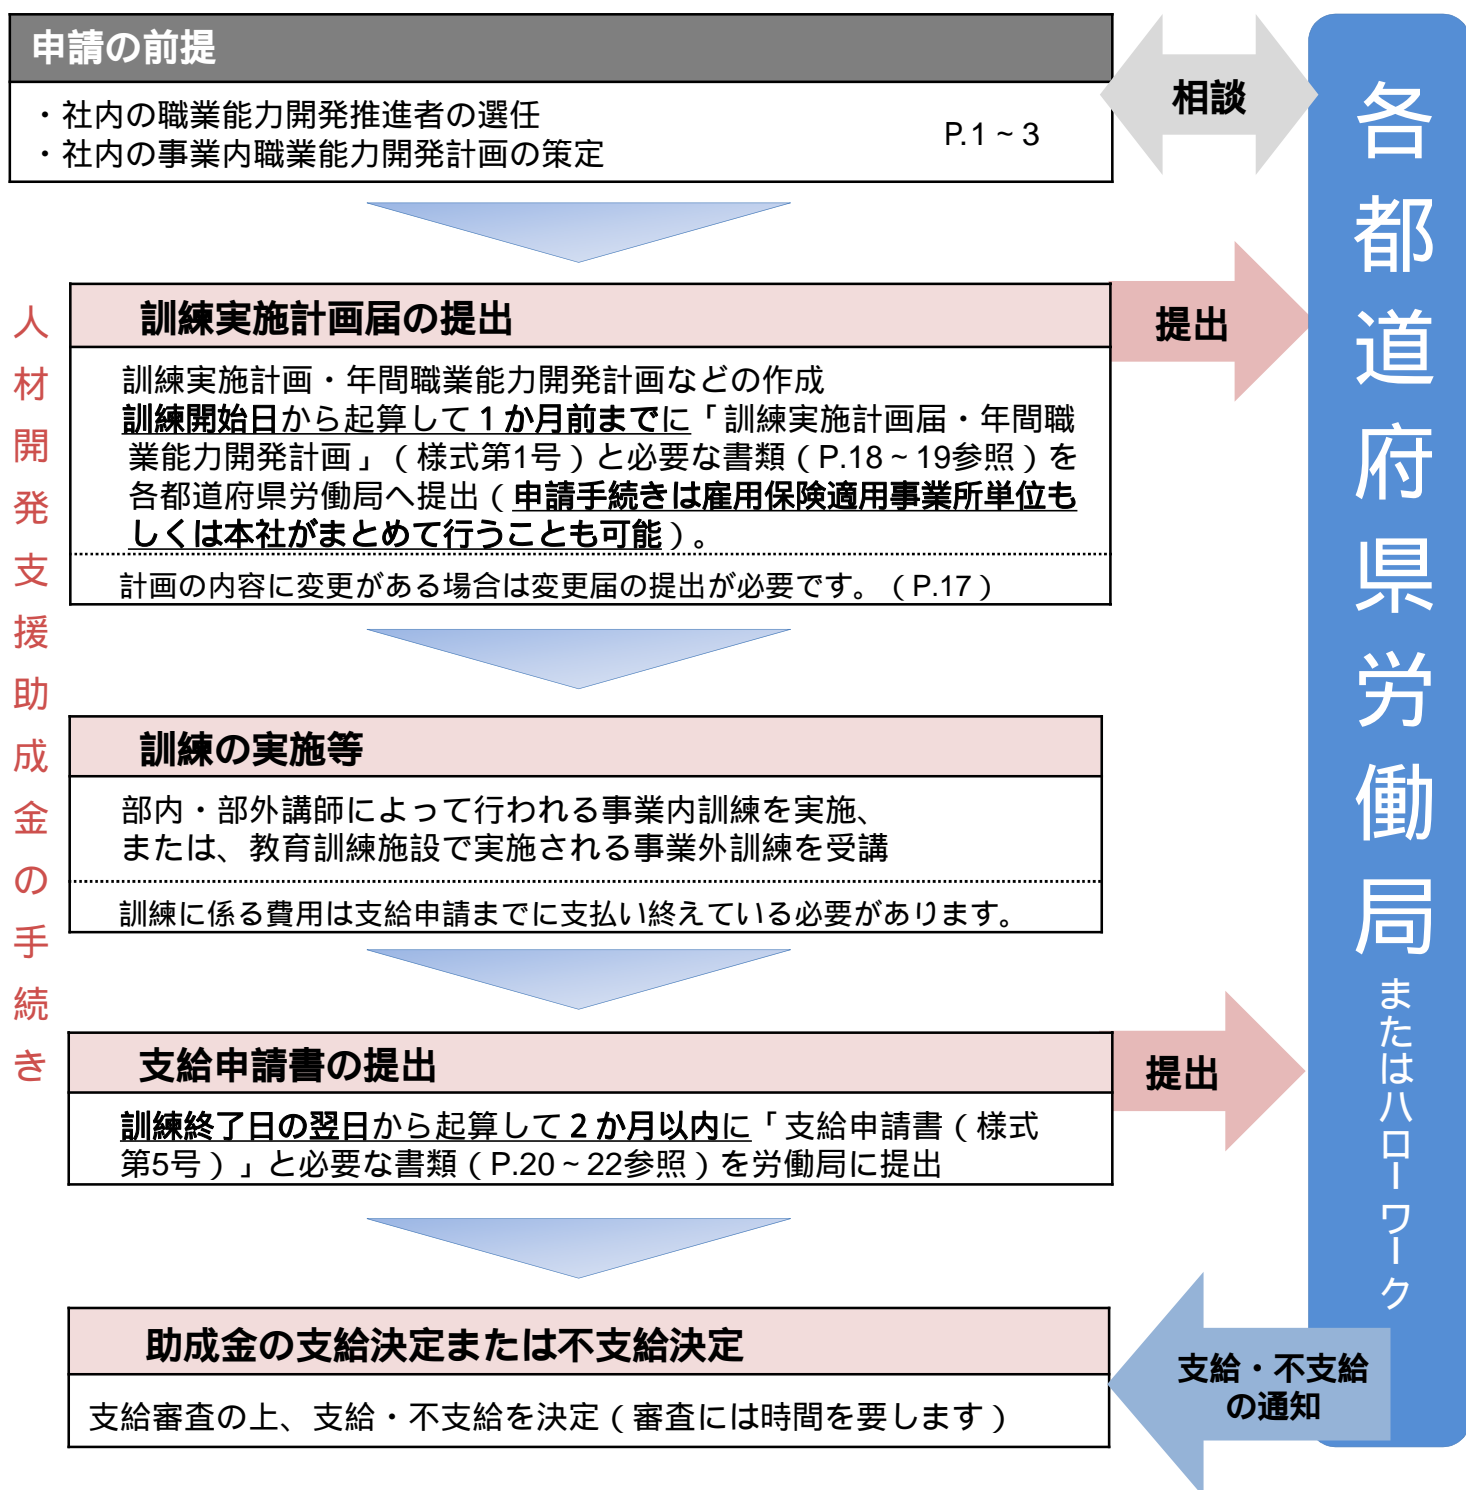 申請の前提
・社内の職業能力開発推進者の選任
・社内の事業内職業能力開発計画の策定
P.1～3
相談
人材開発支援助成金の手続き
訓練実施計画届の提出
提出
訓練実施計画・年間職業能力開発計画などの作成
訓練開始日から起算して１か月前までに「訓練実施計画届・年間職
業能力開発計画」（様式第1号）と必要な書類（P.18～19参照）を
各都道府県労働局へ提出（申請手続きは雇用保険適用事業所単位も
しくは本社がまとめて行うことも可能）。
計画の内容に変更がある場合は変更届の提出が必要です。（P.17）
訓練の実施等
部内・部外講師によって行われる事業内訓練を実施、
または、教育訓練施設で実施される事業外訓練を受講
訓練に係る費用は支給申請までに支払い終えている必要があります。
支給申請書の提出
提出
訓練終了日の翌日から起算して２か月以内に「支給申請書（様式
第5号）」と必要な書類（P.20～22参照）を労働局に提出
助成金の支給決定または不支給決定
支給審査の上、支給・不支給を決定（審査には時間を要します）
支給・不支給
の通知
各都道府県労働局またはハローワーク